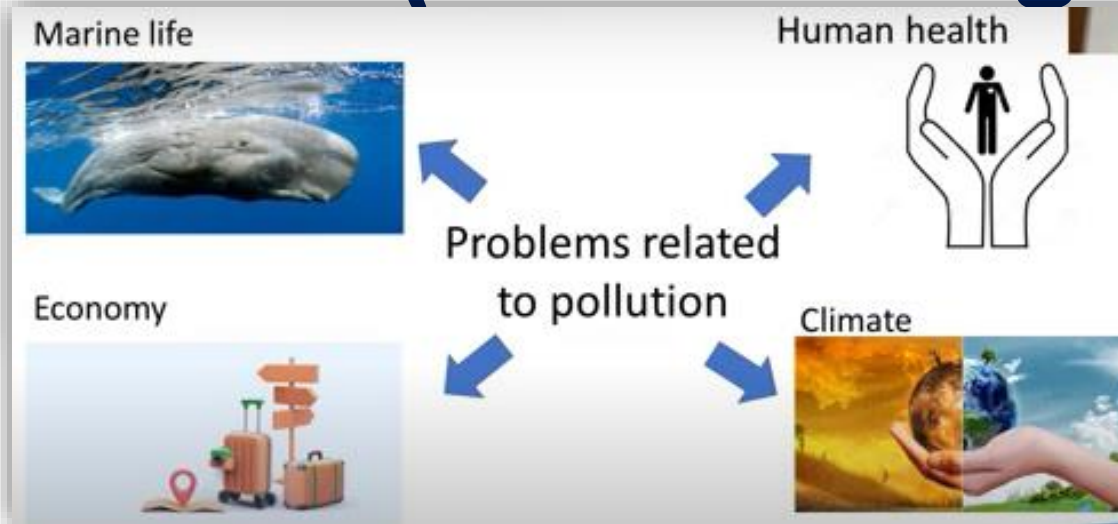 Marine life
Human health
Problems related
to pollution
Economy
Climate